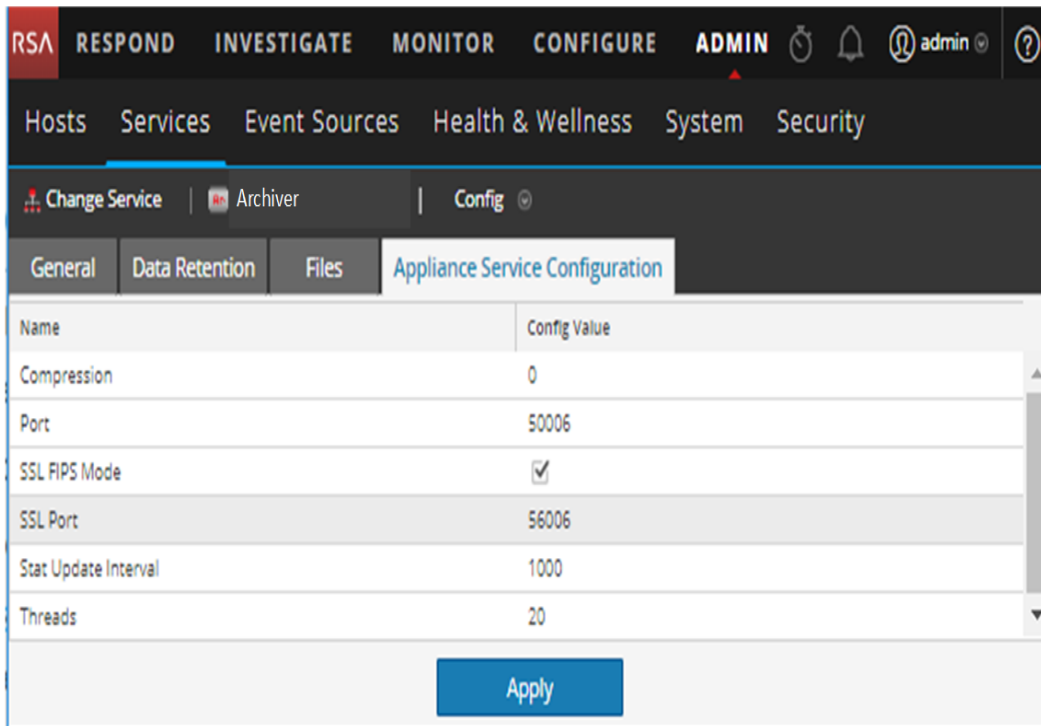 RSA RESPOND INVESTIGATE MONITOR CONFIGURE ADMIN admin ?
Hosts Services Event Sources Health & Wellness System Security
Change Service | Archiver | Config
General Data Retention Files Appliance Service Configuration
Name Config Value
Compression 0
Port 50006
SSL FIPS Mode
SSL Port 56006
Stat Update Interval 1000
Threads 20
Apply